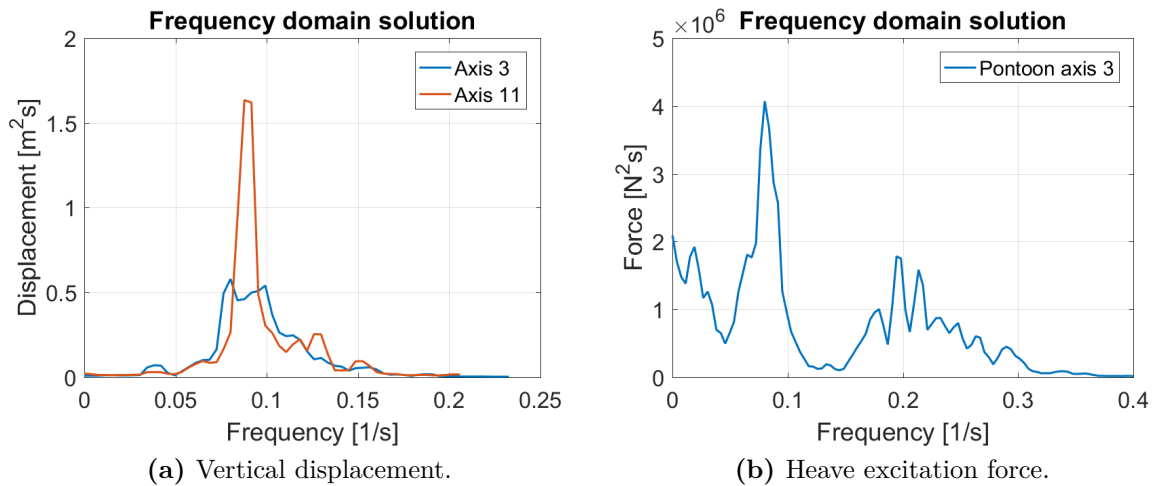 Frequency domain solution
2
1.5
1
0.5
0
Displacement [m²s]
Axis 3
Axis 11
0 0.05 0.1 0.15 0.2 0.25
Frequency [1/s]
(a) Vertical displacement.
×10⁶ Frequency domain solution
5
4
3
2
1
0
Force [N²s]
Pontoon axis 3
0 0.1 0.2 0.3 0.4
Frequency [1/s]
(b) Heave excitation force.